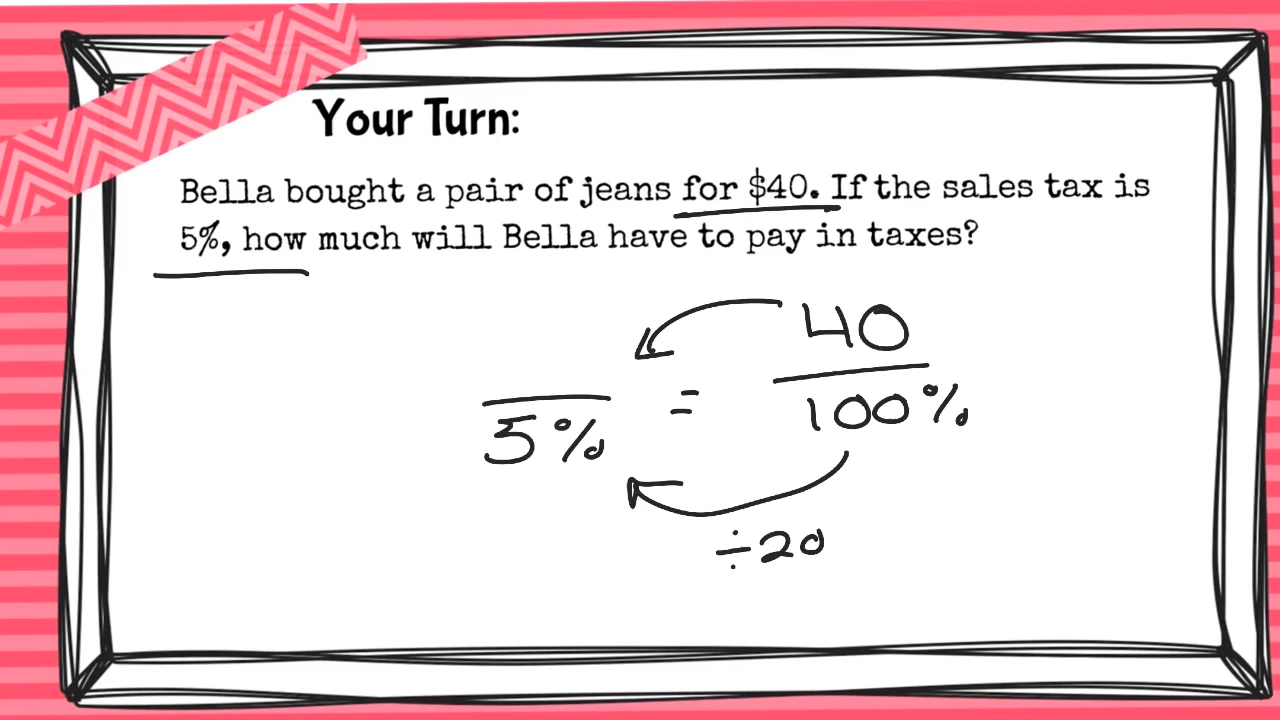 Your Turn:
Bella bought a pair of jeans for $40. If the sales tax is
5%, how much will Bella have to pay in taxes?
40
5% = 100%
÷20